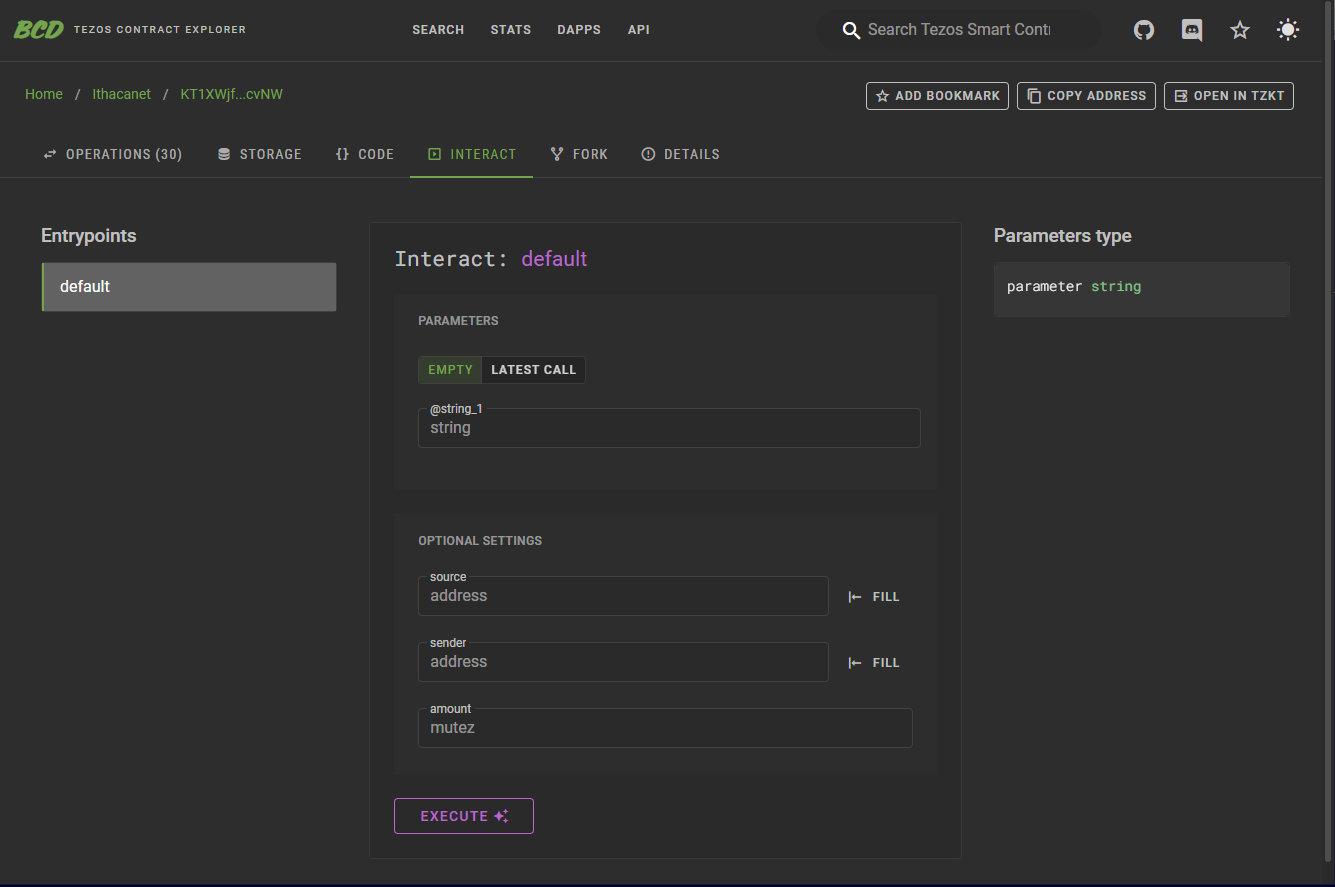 BCD TEZOS CONTRACT EXPLORER SEARCH STATS DAPPS API Search Tezos Smart Cont
Home / Ithacanet / KT1XWjf...cvNW ADD BOOKMARK COPY ADDRESS OPEN IN TZKT
OPERATIONS (30) STORAGE {} CODE INTERACT FORK DETAILS
Entrypoints
default
Interact: default
PARAMETERS
EMPTY LATEST CALL
@string_1
string
OPTIONAL SETTINGS
source
address FILL
sender
address FILL
amount
mutez
EXECUTE
Parameters type
parameter string